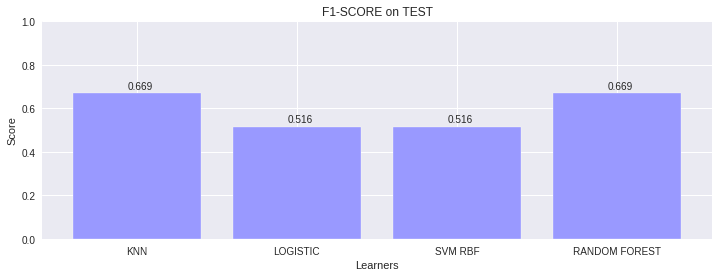 F1-SCORE on TEST
1.0
0.8
0.6
0.4
0.2
0.0
Score
0.669
0.516
0.516
0.669
KNN
LOGISTIC
SVM RBF
RANDOM FOREST
Learners